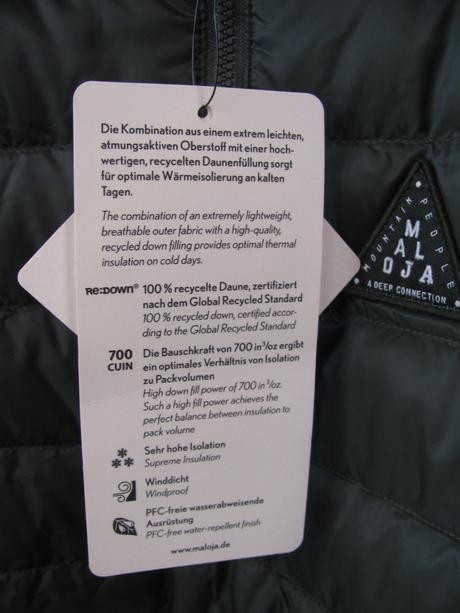 Die Kombination aus einem extrem leichten,
atmungsaktiven Oberstoff mit einer hoch-
wertigen, recycelten Daunenfüllung sorgt
für optimale Wärmeisolierung an kalten
Tagen.
The combination of an extremely lightweight,
breathable outer fabric with a high-quality,
recycled down filling provides optimal thermal
insulation on cold days.
Re:DOWN® 100 % recycelte Daune, zertifiziert
nach dem Global Recycled Standard
100 % recycled down, certified accor-
ding to the Global Recycled Standard
700 CUIN Die Bauschkraft von 700 in³/oz ergibt
ein optimales Verhältnis von Isolation
zu Packvolumen
High down fill power of 700 in³/oz.
Such a high fill power achieves the
perfect balance between insulation to
pack volume
Sehr hohe Isolation
Supreme Insulation
Winddicht
Windproof
PFC-freie wasserabweisende
Ausrüstung
PFC-free water-repellent finish
www.maloja.de
MOUNTAIN PEOPLE
M
AL
OJA
A DEEP CONNECTION